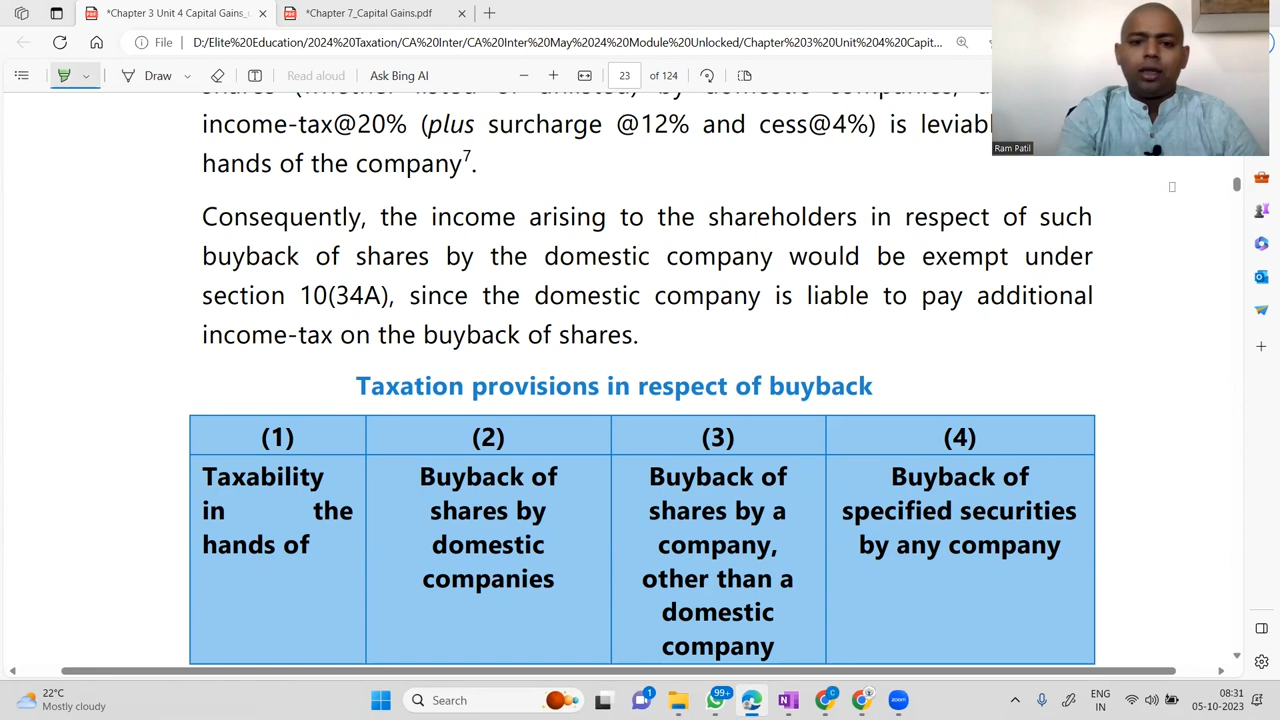 *Chapter 3 Unit 4 Capital Gains_
*Chapter 7_Capital Gains.pdf
File
D:/Elite%20Education/2024%20Taxation/CA%20Inter/CA%20Inter%20May%2024%20Module%20Unlocked/Chapter%203%20Unit%204%20Capit...
Draw
Read aloud
Ask Bing AI
23 of 124
income-tax@20% (plus surcharge @12% and cess@4%) is leviab
hands of the company7.
Ram Patil
Consequently, the income arising to the shareholders in respect of such
buyback of shares by the domestic company would be exempt under
section 10(34A), since the domestic company is liable to pay additional
income-tax on the buyback of shares.
Taxation provisions in respect of buyback
(1) (2) (3) (4)
Taxability in the hands of
Buyback of shares by domestic companies
Buyback of shares by a company, other than a domestic company
Buyback of specified securities by any company
22°C
Mostly cloudy
Search
1
99+
ENG
IN
08:31
05-10-2023